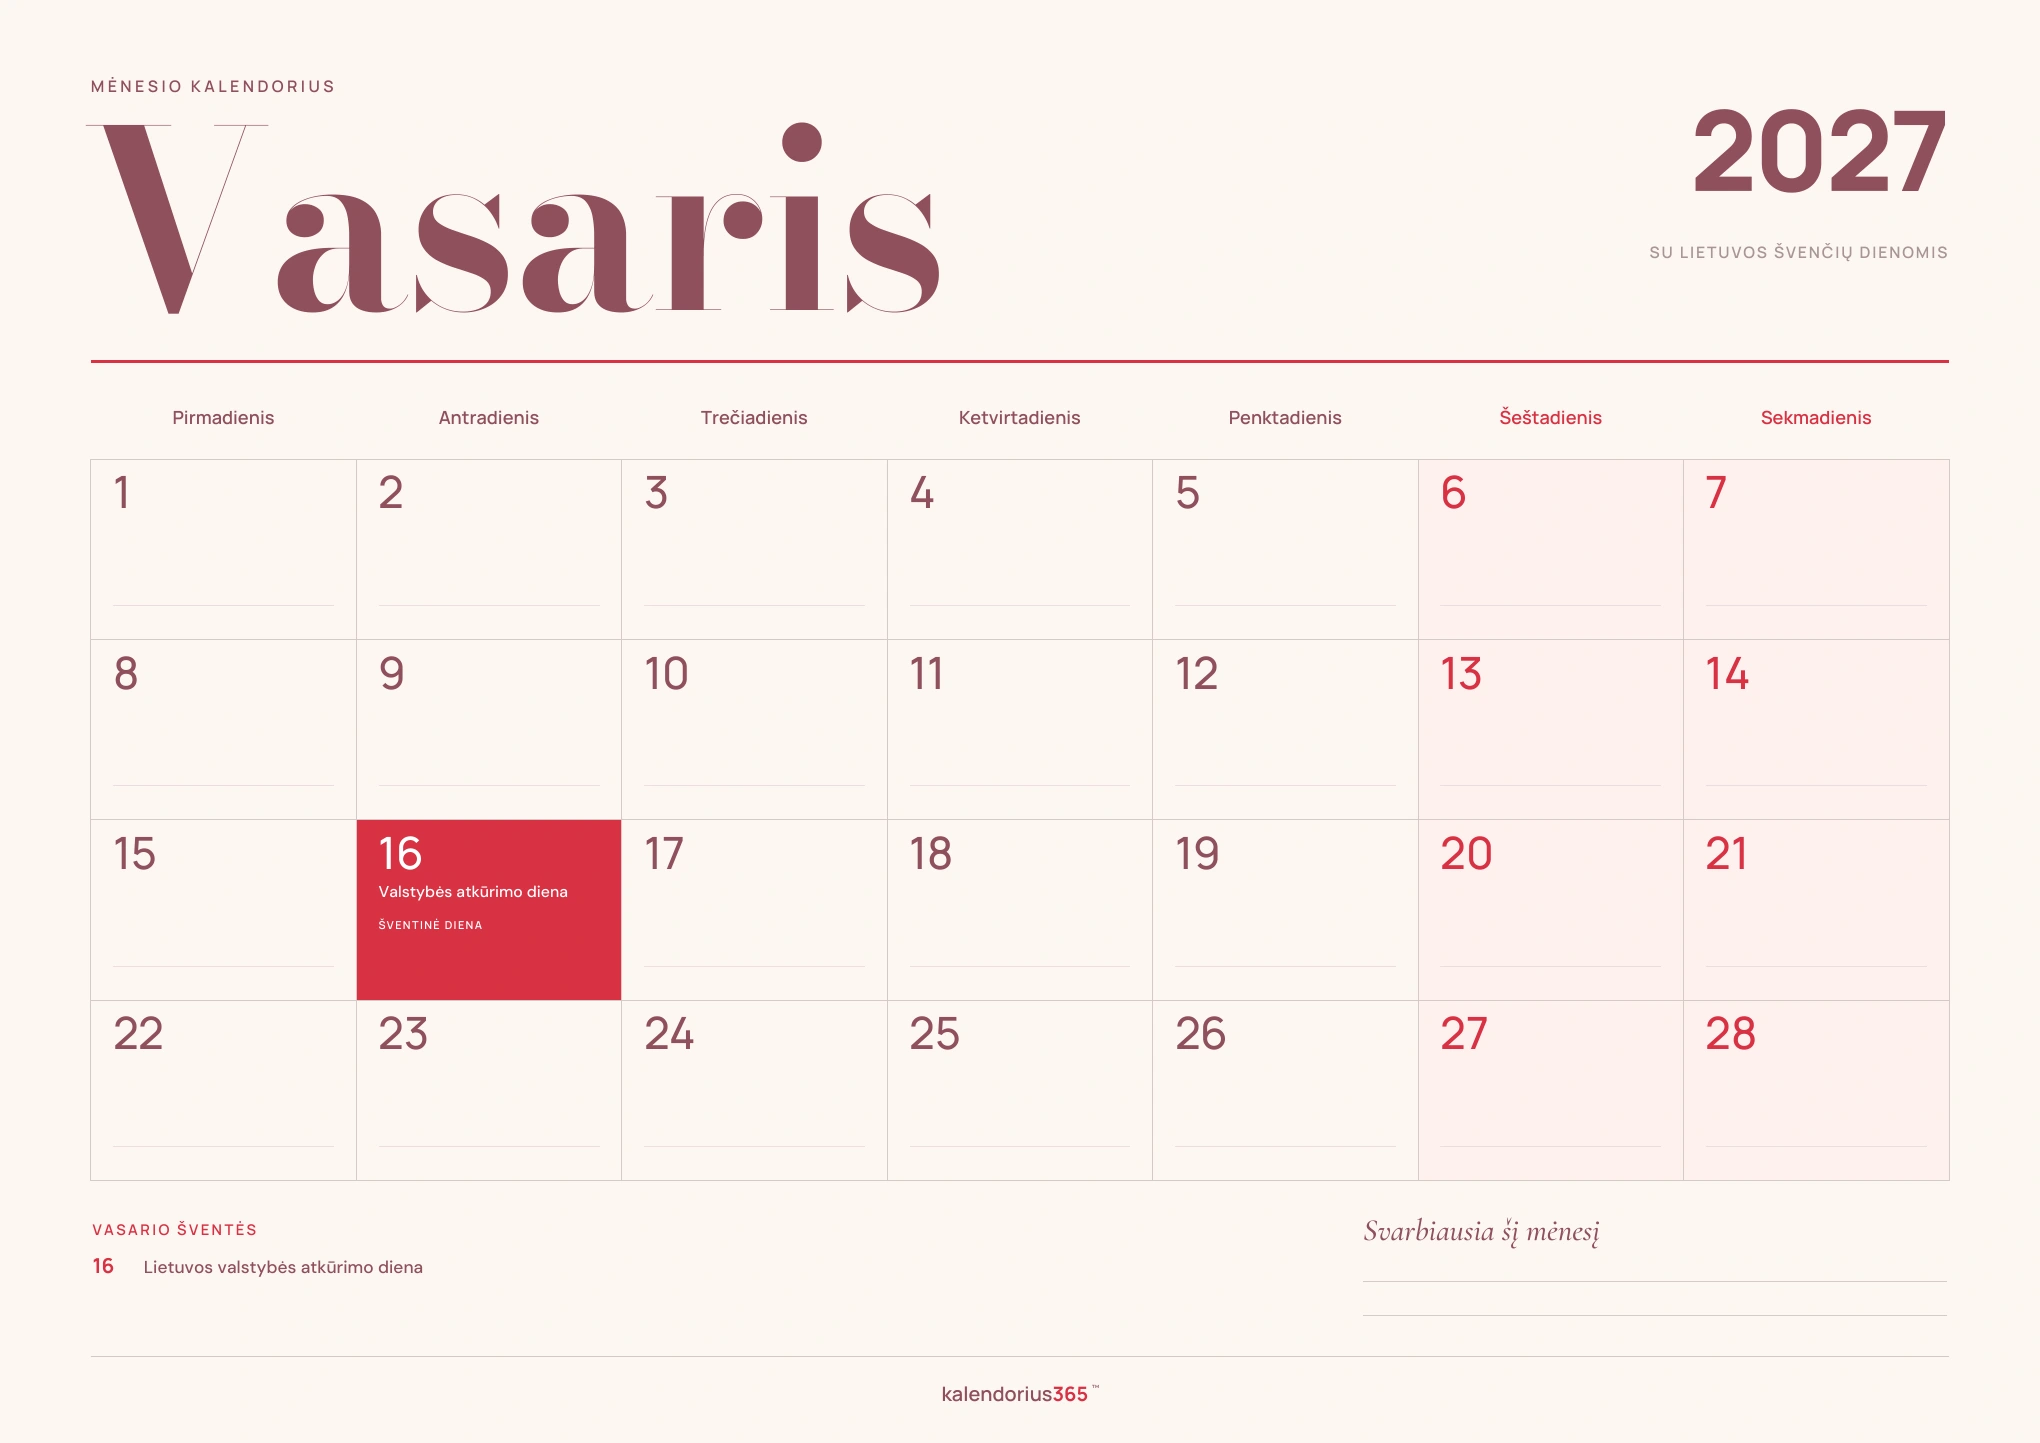 MĖNESIO KALENDORIUS
Vasaris
2027
SU LIETUVOS ŠVENČIŲ DIENOMIS
Pirmadienis Antradienis Trečiadienis Ketvirtadienis Penktadienis Šeštadienis Sekmadienis
1 2 3 4 5 6 7
8 9 10 11 12 13 14
15 16 17 18 19 20 21
Valstybės atkūrimo diena
ŠVENTINĖ DIENA
22 23 24 25 26 27 28
VASARIO ŠVENTĖS
16 Lietuvos valstybės atkūrimo diena
Svarbiausia šį mėnesį
kalendorius365™